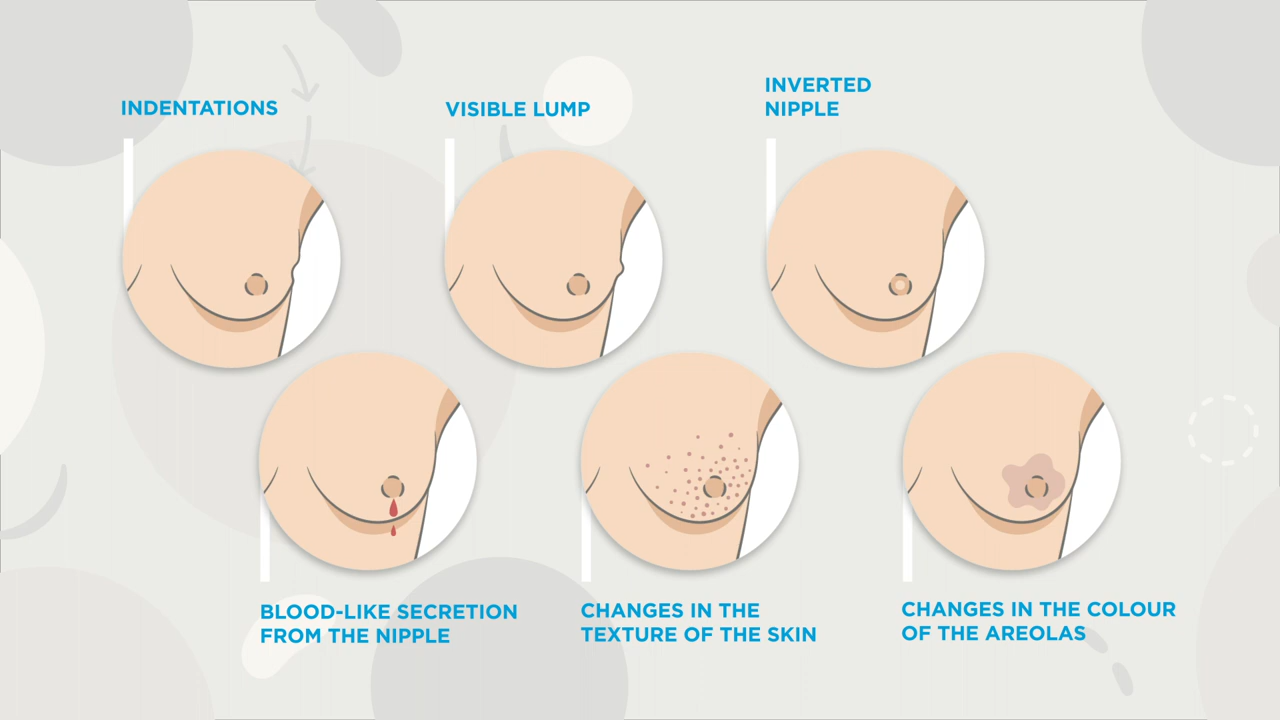 INDENTATIONS
VISIBLE LUMP
INVERTED
NIPPLE
BLOOD-LIKE SECRETION
FROM THE NIPPLE
CHANGES IN THE
TEXTURE OF THE SKIN
CHANGES IN THE COLOUR
OF THE AREOLAS